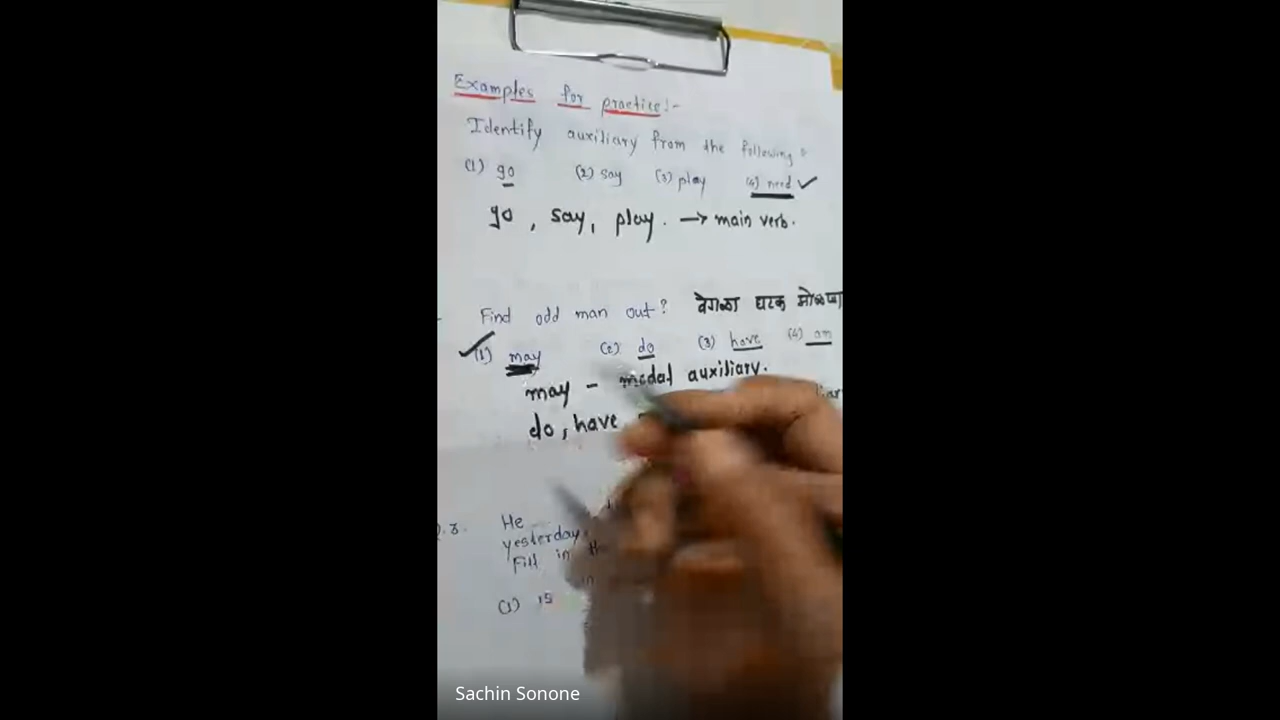 Examples for practice:-
Identify auxiliary from the following
(1) go (2) say (3) play (4) need ✓
go, say, play. → main verb.
Find odd man out? वेगळा घटक ओळखा
(1) may (2) do (3) have (4) am
may - modal auxiliary.
do, have
He
yesterday
Fill in th
in
(1) is
Sachin Sonone